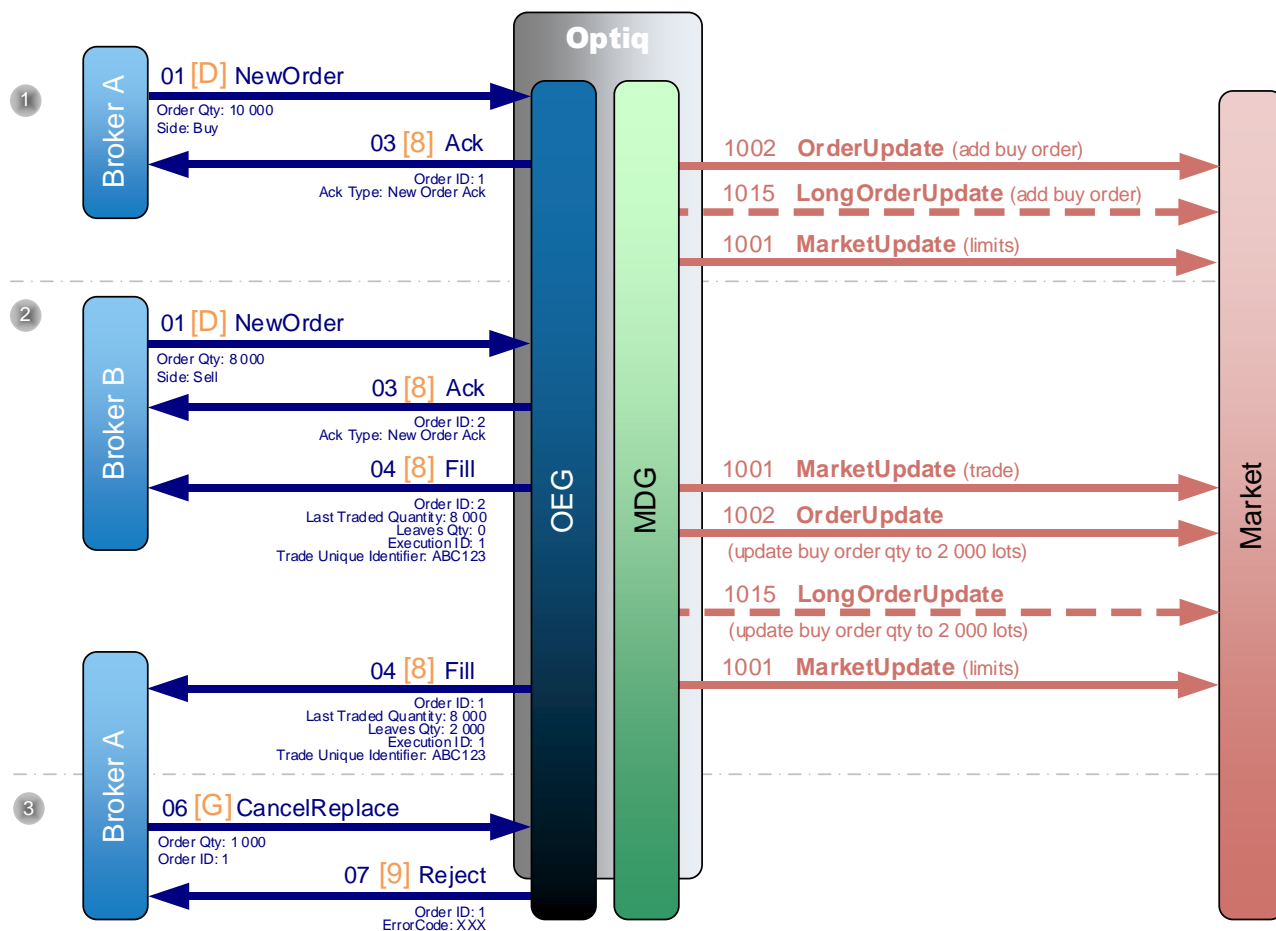 Optiq
1
Broker A
01 [D] NewOrder
Order Qty: 10 000
Side: Buy
03 [8] Ack
Order ID: 1
Ack Type: New Order Ack
1002 OrderUpdate (add buy order)
1015 LongOrderUpdate (add buy order)
1001 MarketUpdate (limits)
2
Broker B
01 [D] NewOrder
Order Qty: 8 000
Side: Sell
03 [8] Ack
Order ID: 2
Ack Type: New Order Ack
04 [8] Fill
Order ID: 2
Last Traded Quantity: 8 000
Leaves Qty: 0
Execution ID: 1
Trade Unique Identifier: ABC123
OEG
MDG
1001 MarketUpdate (trade)
1002 OrderUpdate
(update buy order qty to 2 000 lots)
1015 LongOrderUpdate
(update buy order qty to 2 000 lots)
1001 MarketUpdate (limits)
Market
Broker A
04 [8] Fill
Order ID: 1
Last Traded Quantity: 8 000
Leaves Qty: 2 000
Execution ID: 1
Trade Unique Identifier: ABC123
3
06 [G] CancelReplace
Order Qty: 1 000
Order ID: 1
07 [9] Reject
Order ID: 1
ErrorCode: XXX